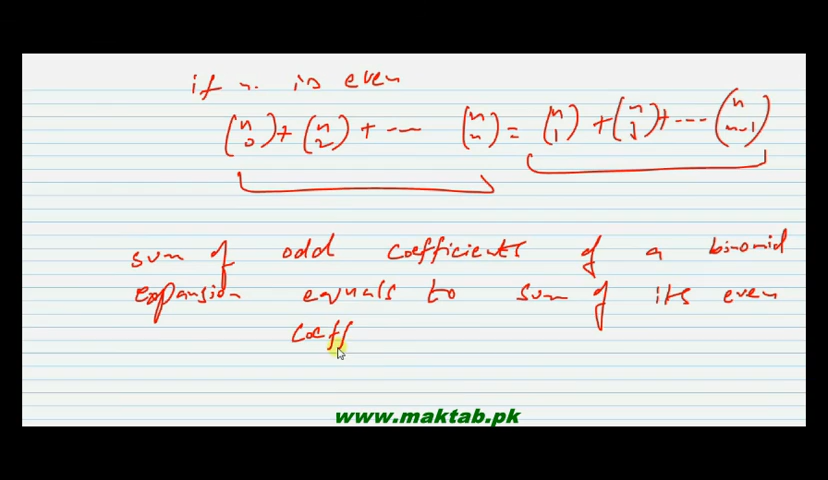 if n. is even
(n 0) + (n 2) + --- (n n) = (n 1) + (n 3) + --- (n n-1)
sum of odd coefficients of a binomial
expansion equals to sum of its even
coeff
www.maktab.pk